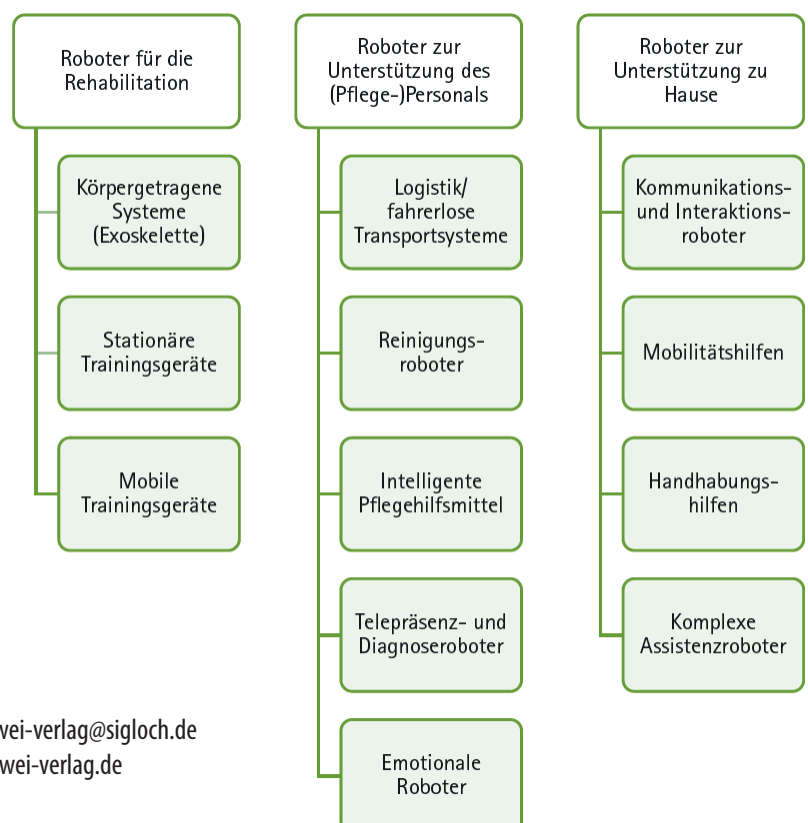 Roboter für die
Rehabilitation
Körpergetragene
Systeme
(Exoskelette)
Stationäre
Trainingsgeräte
Mobile
Trainingsgeräte
Roboter zur
Unterstützung des
(Pflege-)Personals
Logistik/
fahrerlose
Transportsysteme
Reinigungs-
roboter
Intelligente
Pflegehilfsmittel
Telepräsenz- und
Diagnoseroboter
Emotionale
Roboter
Roboter zur
Unterstützung zu
Hause
Kommunikations-
und Interaktions-
roboter
Mobilitätshilfen
Handhabungs-
hilfen
Komplexe
Assistenzroboter
wei-verlag@sigloch.de
wei-verlag.de